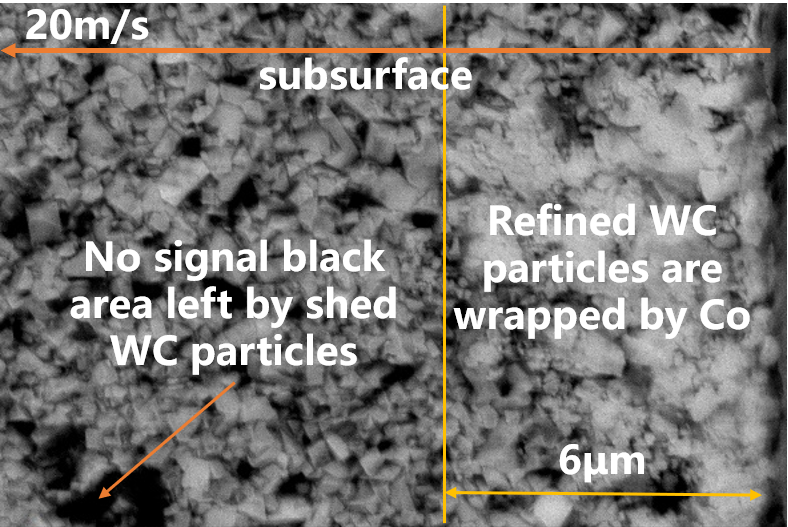 20m/s
subsurface
No signal black
area left by shed
WC particles
Refined WC
particles are
wrapped by Co
6μm